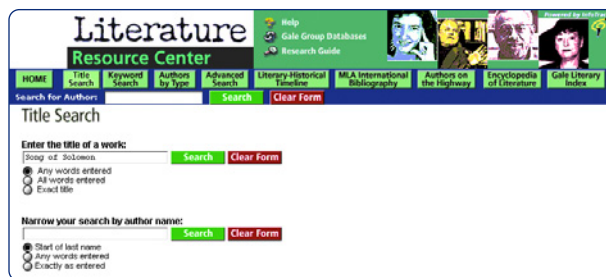 Literature
Resource Center
Help
Gale Group Databases
Research Guide
Powered by InfoTrac
HOME
Title Search
Keyword Search
Authors by Type
Advanced Search
Literary-Historical Timeline
MLA International Bibliography
Authors on the Highway
Encyclopedia of Literature
Gale Literary Index
Search for Author: Search Clear Form
Title Search
Enter the title of a work:
Song of Solomon Search Clear Form
Any words entered
All words entered
Exact title
Narrow your search by author name:
Search Clear Form
Start of last name
Any words entered
Exactly as entered